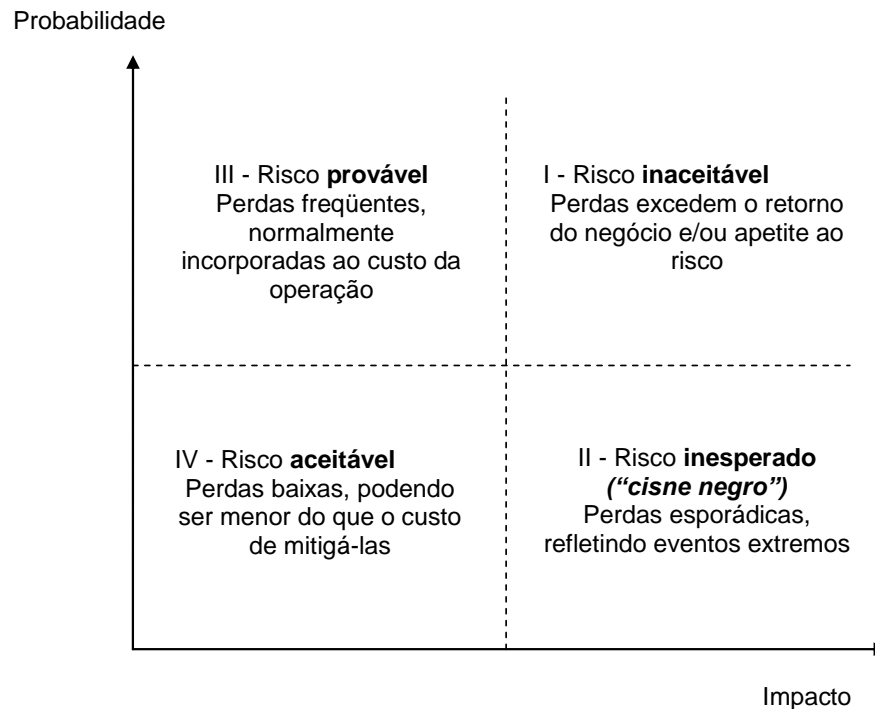 Probabilidade
III - Risco provável
Perdas freqüentes,
normalmente
incorporadas ao custo da
operação
I - Risco inaceitável
Perdas excedem o retorno
do negócio e/ou apetite ao
risco
IV - Risco aceitável
Perdas baixas, podendo
ser menor do que o custo
de mitigá-las
II - Risco inesperado
(“cisne negro”)
Perdas esporádicas,
refletindo eventos extremos
Impacto